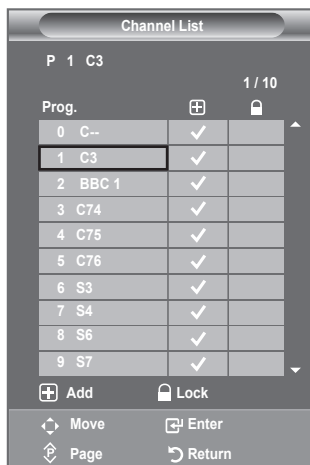 Channel List
P 1 C3
1 / 10
Prog.
0 C--
1 C3
2 BBC 1
3 C74
4 C75
5 C76
6 S3
7 S4
8 S6
9 S7
Add Lock
Move Enter
P Page Return